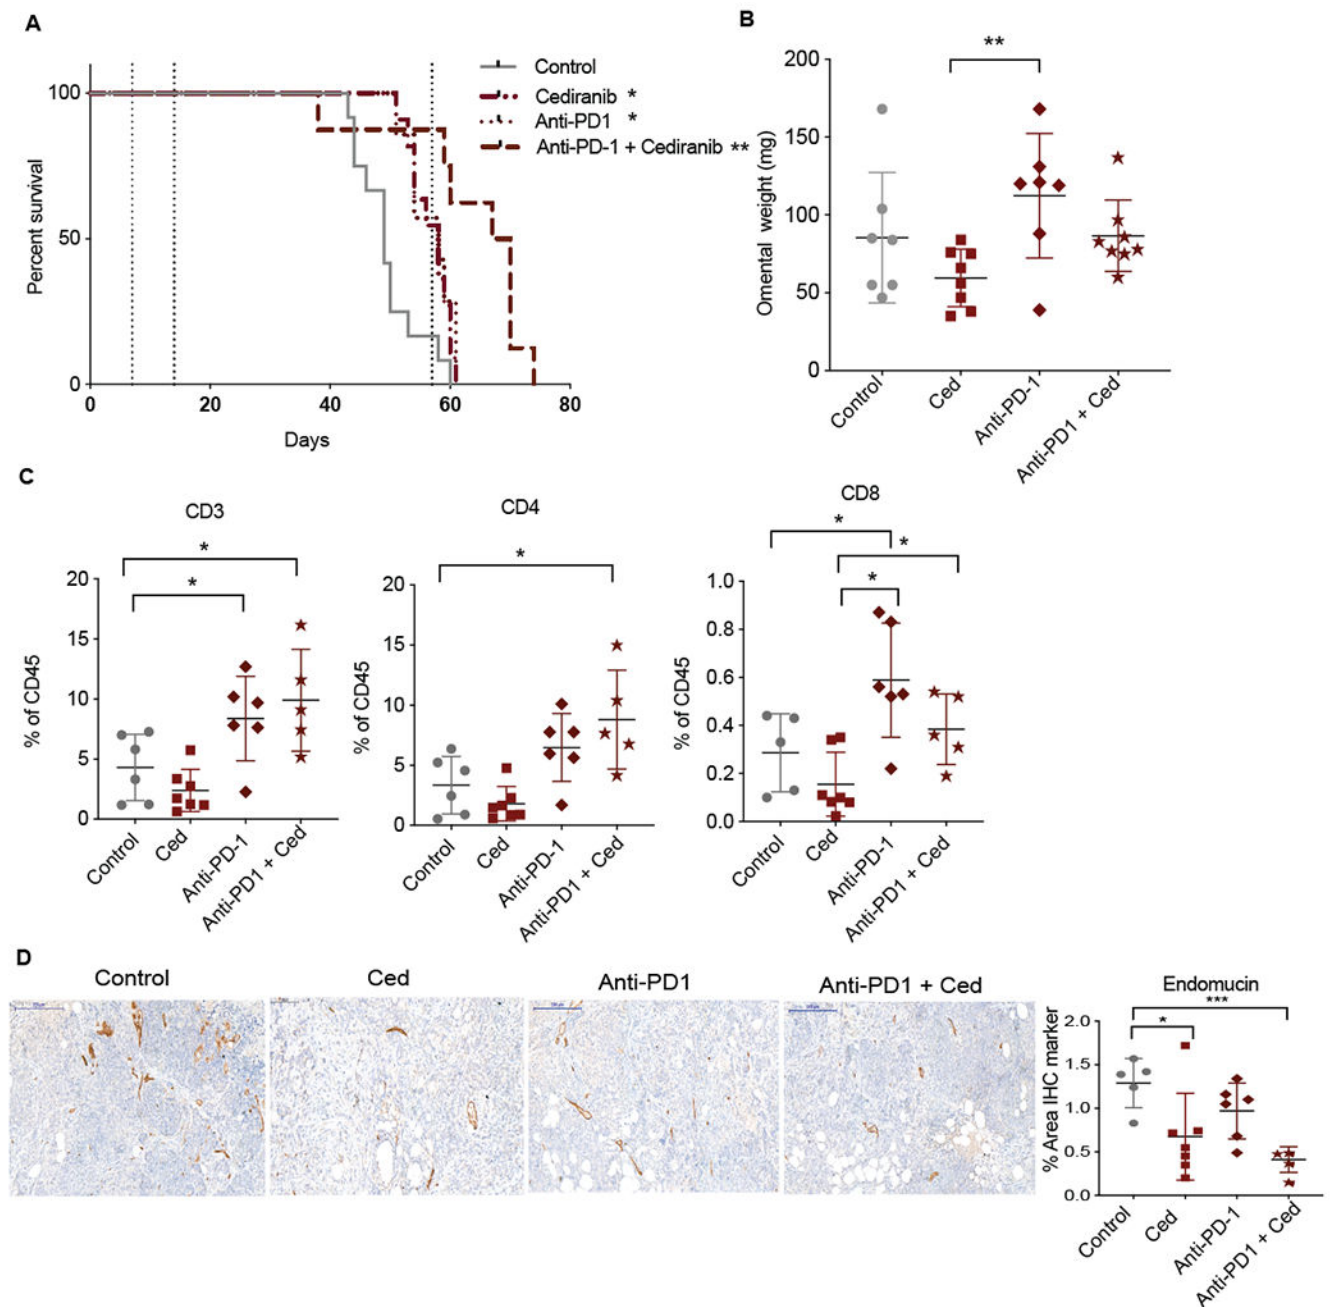 A
Control
Cediranib *
Anti-PD1 *
Anti-PD-1 + Cediranib **
Percent survival
100
50
0
0 20 40 60 80
Days
B
**
Omental weight (mg)
200
150
100
50
0
Control
Ced
Anti-PD-1
Anti-PD1 + Ced
C
CD3
*
*
% of CD45
20
15
10
5
0
Control
Ced
Anti-PD-1
Anti-PD1 + Ced
CD4
*
% of CD45
20
15
10
5
0
Control
Ced
Anti-PD-1
Anti-PD1 + Ced
CD8
*
*
*
% of CD45
1.0
0.8
0.6
0.4
0.2
0.0
Control
Ced
Anti-PD-1
Anti-PD1 + Ced
D
Control
Ced
Anti-PD1
Anti-PD1 + Ced
Endomucin
***
*
% Area IHC marker
2.0
1.5
1.0
0.5
0.0
Control
Ced
Anti-PD-1
Anti-PD1 + Ced